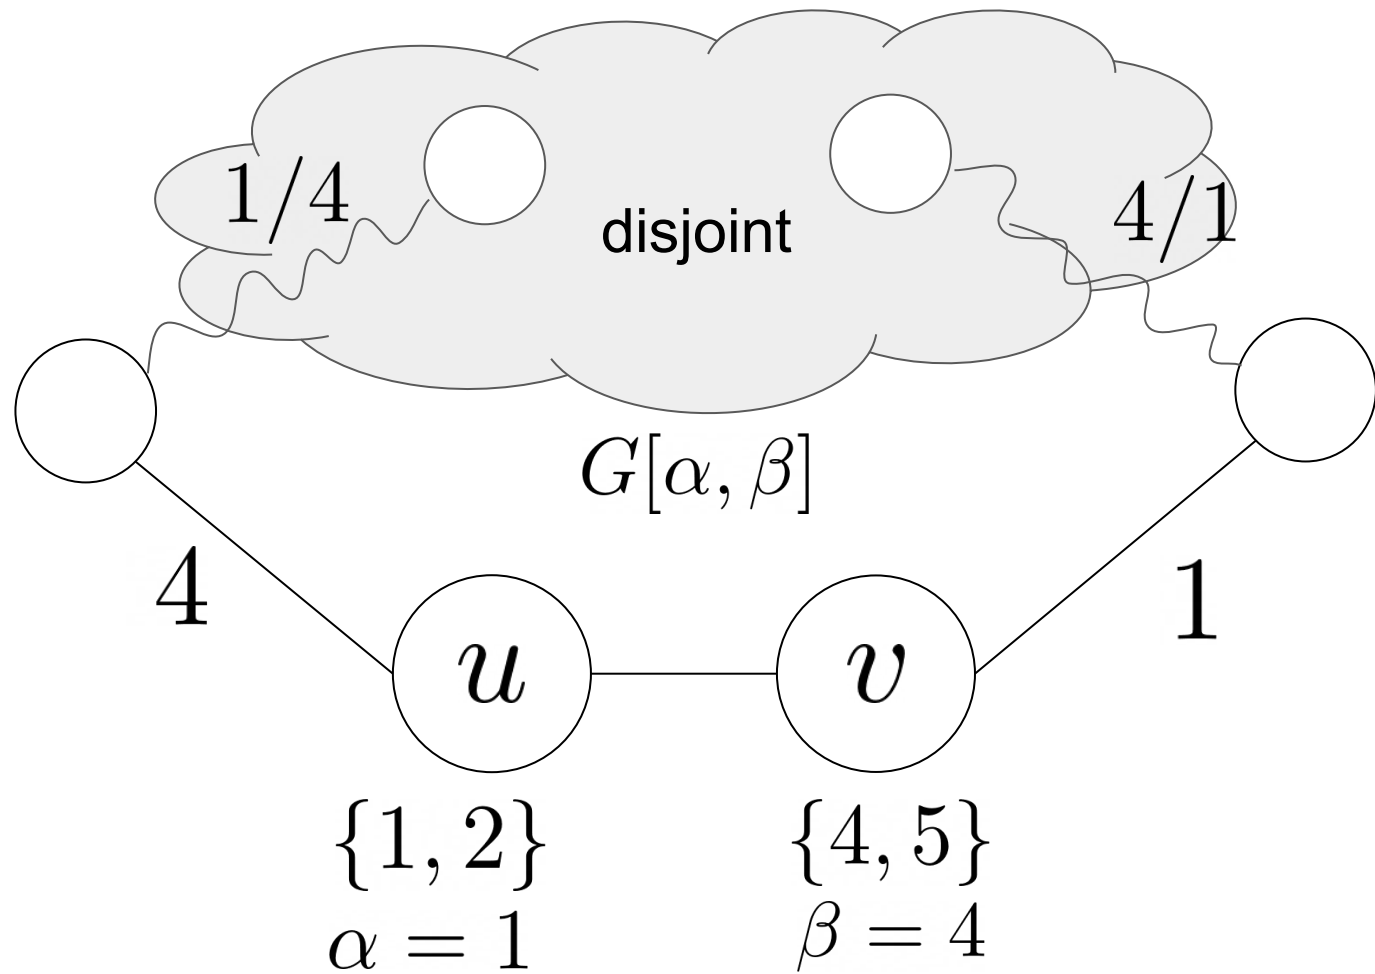 1/4
4/1
disjoint
G[α, β]
4
1
u
v
{1, 2}
{4, 5}
α = 1
β = 4